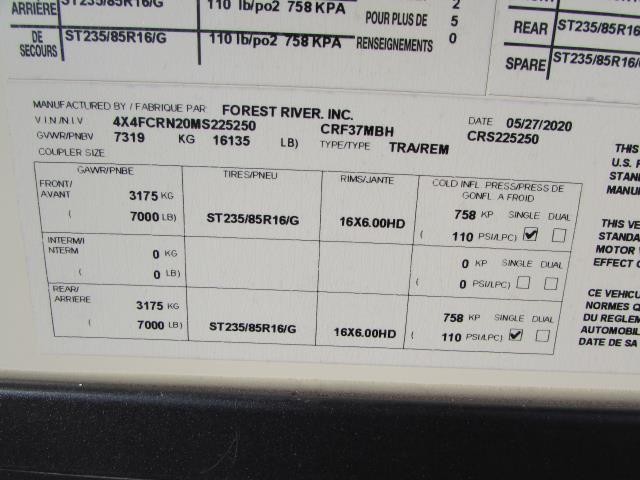 ARRIÈRE ST235/85R16/G 110 lb/po2 758 KPA
DE SECOURS ST235/85R16/G 110 lb/po2 758 KPA
POUR PLUS DE
RENSEIGNEMENTS
2
5
0
REAR ST235/85R16/
SPARE ST235/85R16/
MANUFACTURED BY / FABRIQUE PAR FOREST RIVER. INC.
V.I.N./N.I.V 4X4FCRN20MS225250 CRF37MBH DATE 05/27/2020
GVWR/PNBV 7319 KG 16135 LB) TYPE/TYPE TRA/REM CRS225250
COUPLER SIZE
GAWR/PNBE TIRES/PNEU RIMS/JANTE COLD INFL. PRESS/PRESS DE GONFL. A FROID
FRONT/
AVANT 3175 KG 758 KP SINGLE DUAL
( 7000 LB) ST235/85R16/G 16X6.00HD ( 110 PSI/LPC)
INTERM/I
NTERM 0 KG 0 KP SINGLE DUAL
( 0 LB) ( 0 PSI/LPC)
REAR/
ARRIERE 3175 KG 758 KP SINGLE DUAL
( 7000 LB) ST235/85R16/G 16X6.00HD ( 110 PSI/LPC)
THIS
U.S. F
STAN
MANUF
THIS VE
STANDA
MOTOR V
EFFECT O
CE VEHICU
NORMES Q
DU REGLEM
AUTOMOBIL
DATE DE SA